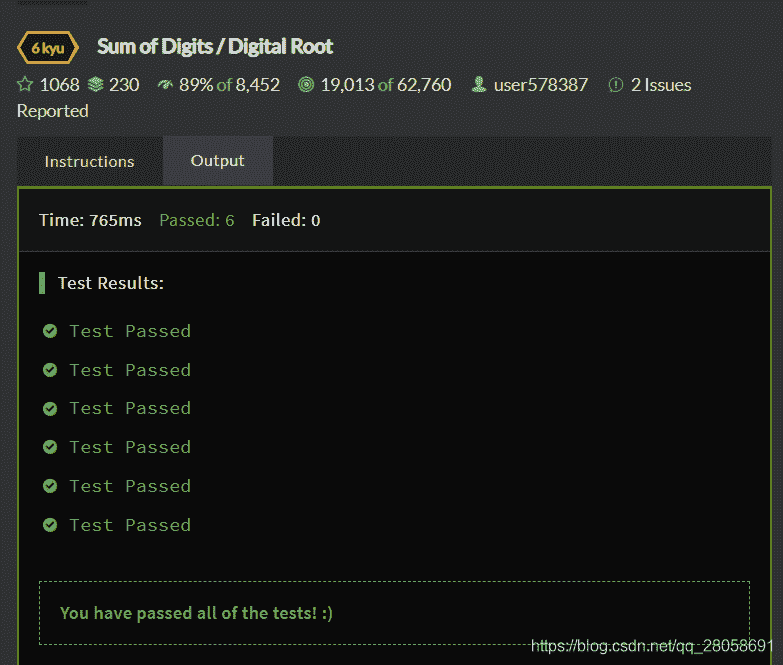 6 kyu Sum of Digits / Digital Root
1068 230 89% of 8,452 19,013 of 62,760 user578387 2 Issues
Reported
Instructions Output
Time: 765ms Passed: 6 Failed: 0
Test Results:
Test Passed
Test Passed
Test Passed
Test Passed
Test Passed
Test Passed
You have passed all of the tests! :)
https://blog.csdn.net/qq_28058691